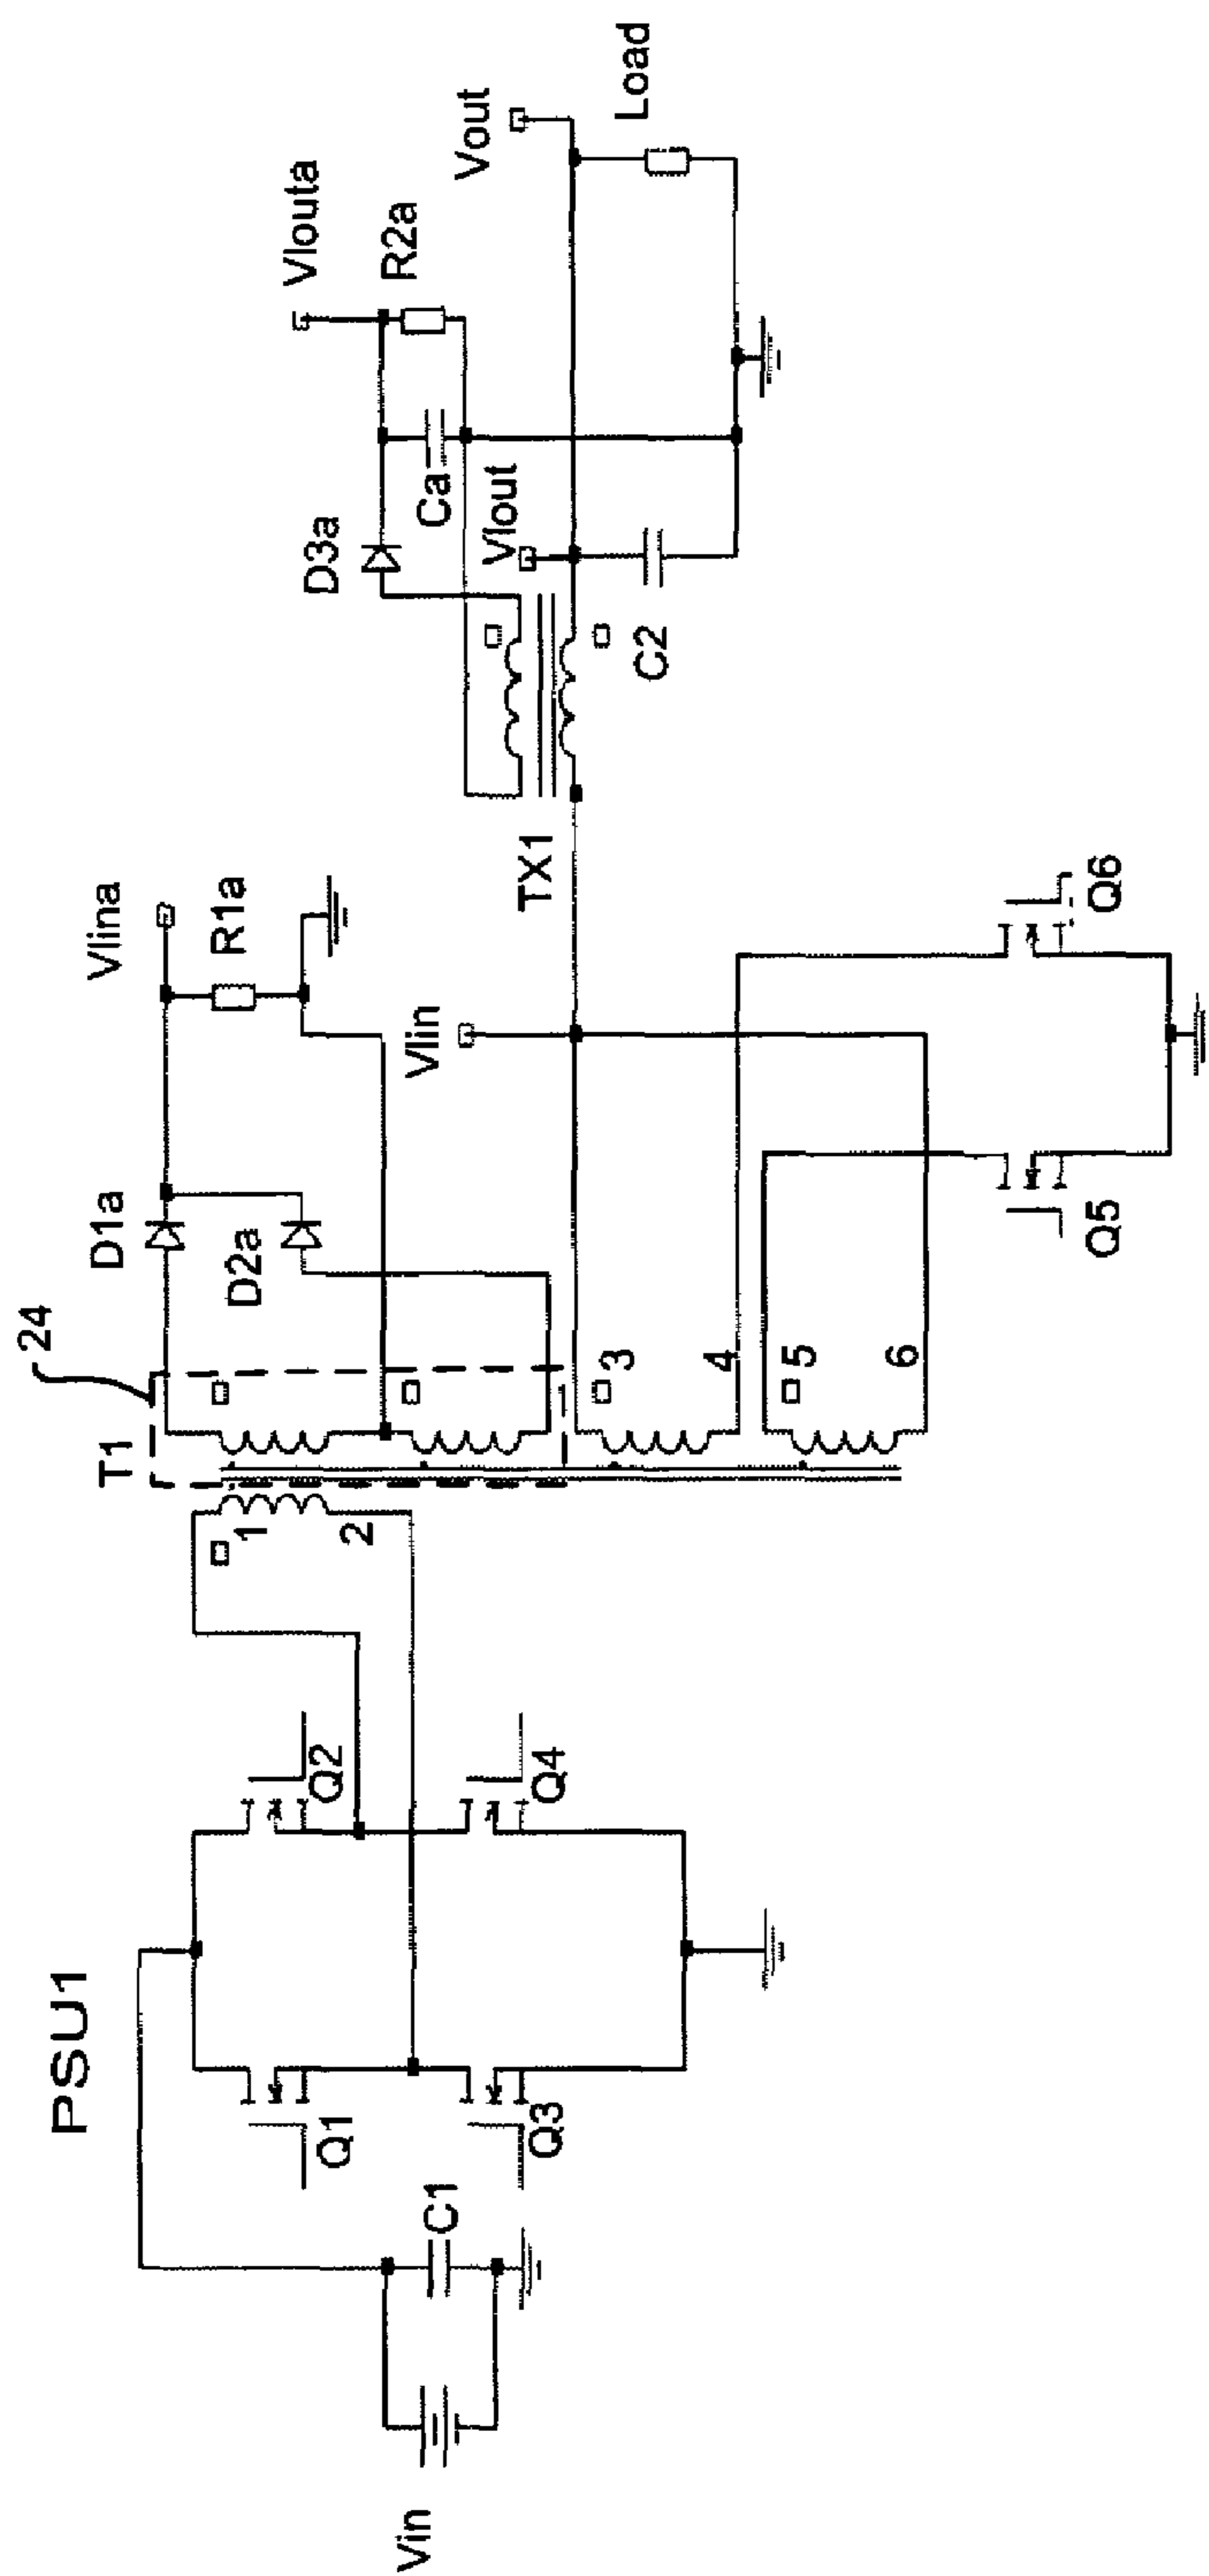 PSU1
Vin
C1
Q1
Q2
Q3
Q4
T1
24
1
2
3
4
5
6
D1a
D2a
Vlina
R1a
Vlin
Q5
Q6
TX1
D3a
Ca
Vlouta
R2a
Vlout
C2
Vout
Load